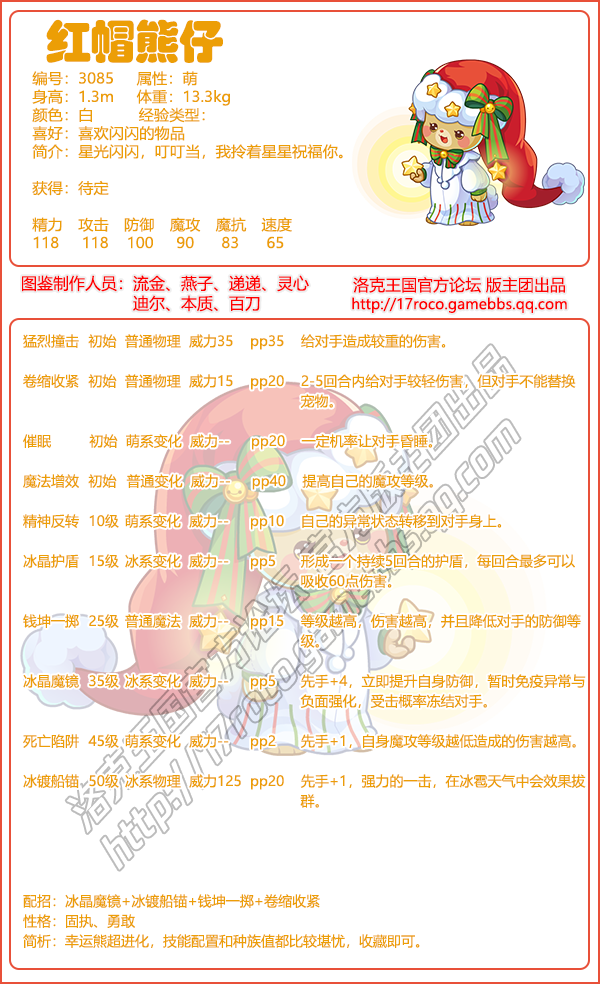 红帽熊仔
编号：3085 属性：萌
身高：1.3m 体重：13.3kg
颜色：白 经验类型：
喜好：喜欢闪闪的物品
简介：星光闪闪，叮叮当，我拎着星星祝福你。
获得：待定
精力 攻击 防御 魔攻 魔抗 速度
118 118 100 90 83 65
图鉴制作人员：流金、燕子、递递、灵心
迪尔、本质、百刀
洛克王国官方论坛 版主团出品
http://17roco.gamebbs.qq.com
猛烈撞击 初始 普通物理 威力35 pp35 给对手造成较重的伤害。
卷缩收紧 初始 普通物理 威力15 pp20 2-5回合内给对手较轻伤害，但对手不能替换
宠物。
催眠 初始 萌系变化 威力-- pp20 一定机率让对手昏睡。
魔法增效 初始 普通变化 威力-- pp40 提高自己的魔攻等级。
精神反转 10级 萌系变化 威力-- pp10 自己的异常状态转移到对手身上。
冰晶护盾 15级 冰系变化 威力-- pp5 形成一个持续5回合的护盾，每回合最多可以
吸收60点伤害。
钱坤一掷 25级 普通魔法 威力-- pp15 等级越高，伤害越高，并且降低对手的防御等
级。
冰晶魔镜 35级 冰系变化 威力-- pp5 先手+4，立即提升自身防御，暂时免疫异常与
负面强化，受击概率冻结对手。
死亡陷阱 45级 萌系变化 威力-- pp2 先手+1，自身魔攻等级越低造成的伤害越高。
冰镀船锚 50级 冰系物理 威力125 pp20 先手+1，强力的一击，在冰雹天气中会效果拔
群。
洛克王国官方论坛 版主团出品
http://17roco.gamebbs.qq.com
配招：冰晶魔镜+冰镀船锚+钱坤一掷+卷缩收紧
性格：固执、勇敢
简析：幸运熊超进化，技能配置和种族值都比较堪忧，收藏即可。